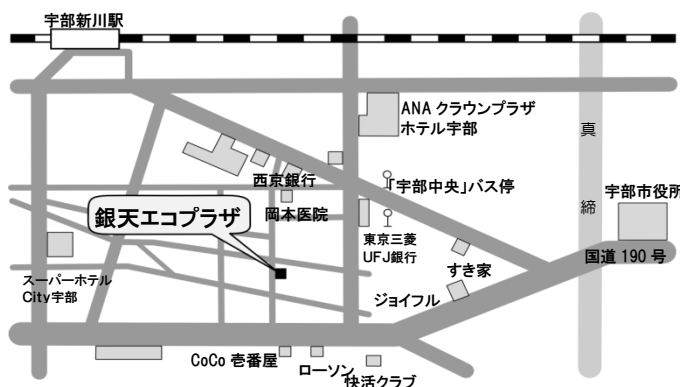 宇部新川駅
ANA クラウンプラザ
ホテル宇部
真
締
西京銀行
「宇部中央」バス停
宇部市役所
銀天エコプラザ
岡本医院
東京三菱
UFJ銀行
国道 190 号
すき家
スーパーホテル
City宇部
ジョイフル
CoCo 壱番屋
ローソン
快活クラブ